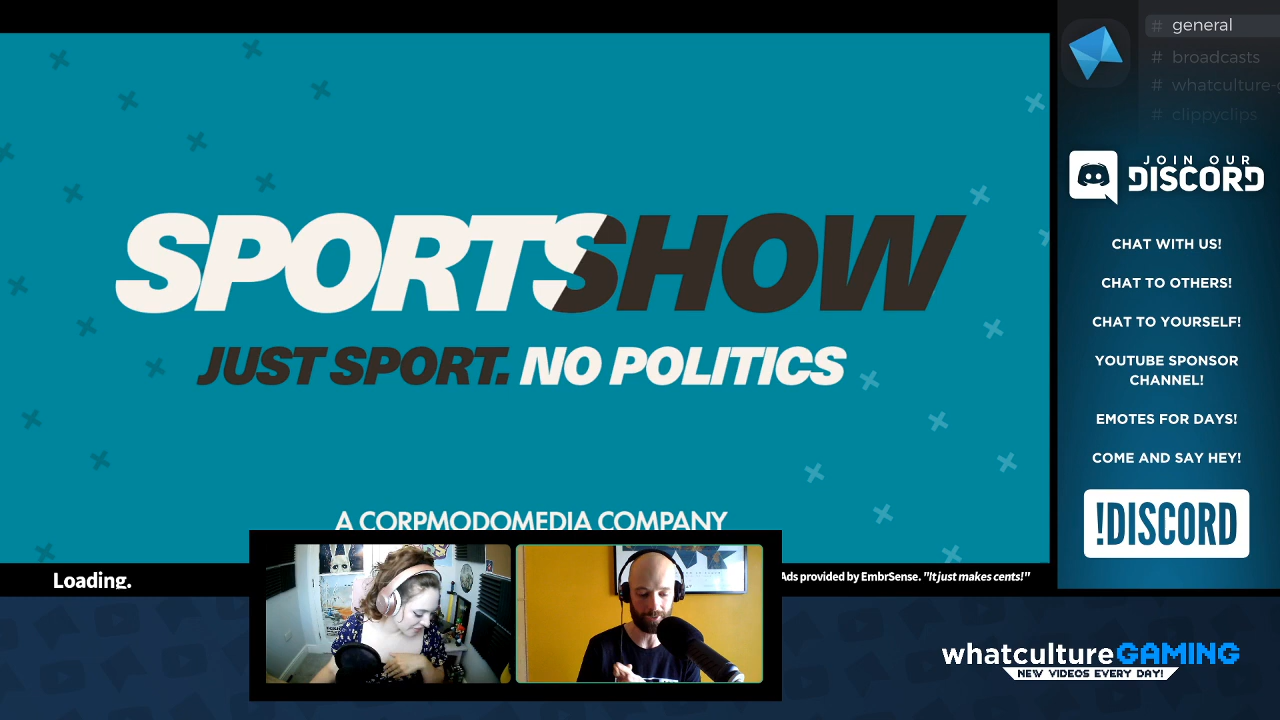 # general
# broadcasts
# whatculture-
# clippyclips
JOIN OUR
DISCORD
CHAT WITH US!
CHAT TO OTHERS!
CHAT TO YOURSELF!
YOUTUBE SPONSOR
CHANNEL!
EMOTES FOR DAYS!
COME AND SAY HEY!
!DISCORD
SPORTSHOW
JUST SPORT. NO POLITICS
A CORPMODOMEDIA COMPANY
Loading.
Ads provided by EmbrSense. "It just makes cents!"
whatcultureGAMING
NEW VIDEOS EVERY DAY!